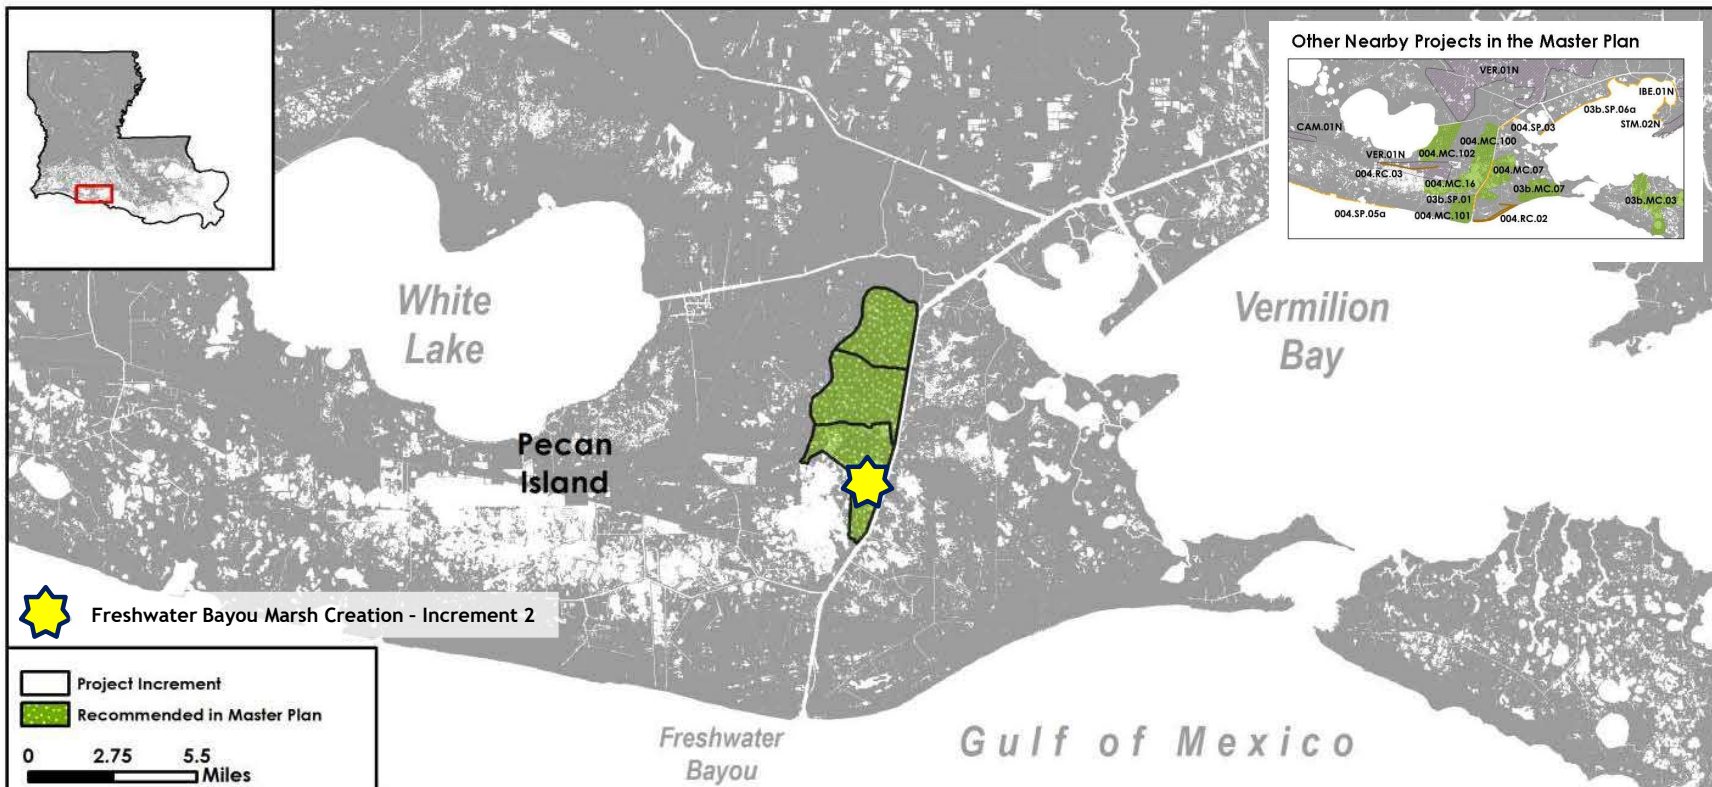 Other Nearby Projects in the Master Plan
VER.01N
IBE.01N
03b.SP.06a
STM.02N
CAM.01N
004.SP.03
004.MC.100
004.MC.102
VER.01N
004.RC.03
004.MC.07
004.MC.16
03b.MC.07
03b.SP.01
03b.MC.03
004.SP.05a
004.MC.101
004.RC.02
White
Lake
Vermilion
Bay
Pecan
Island
Freshwater Bayou Marsh Creation - Increment 2
Project Increment
Recommended in Master Plan
0 2.75 5.5
Miles
Freshwater
Bayou
Gulf of Mexico